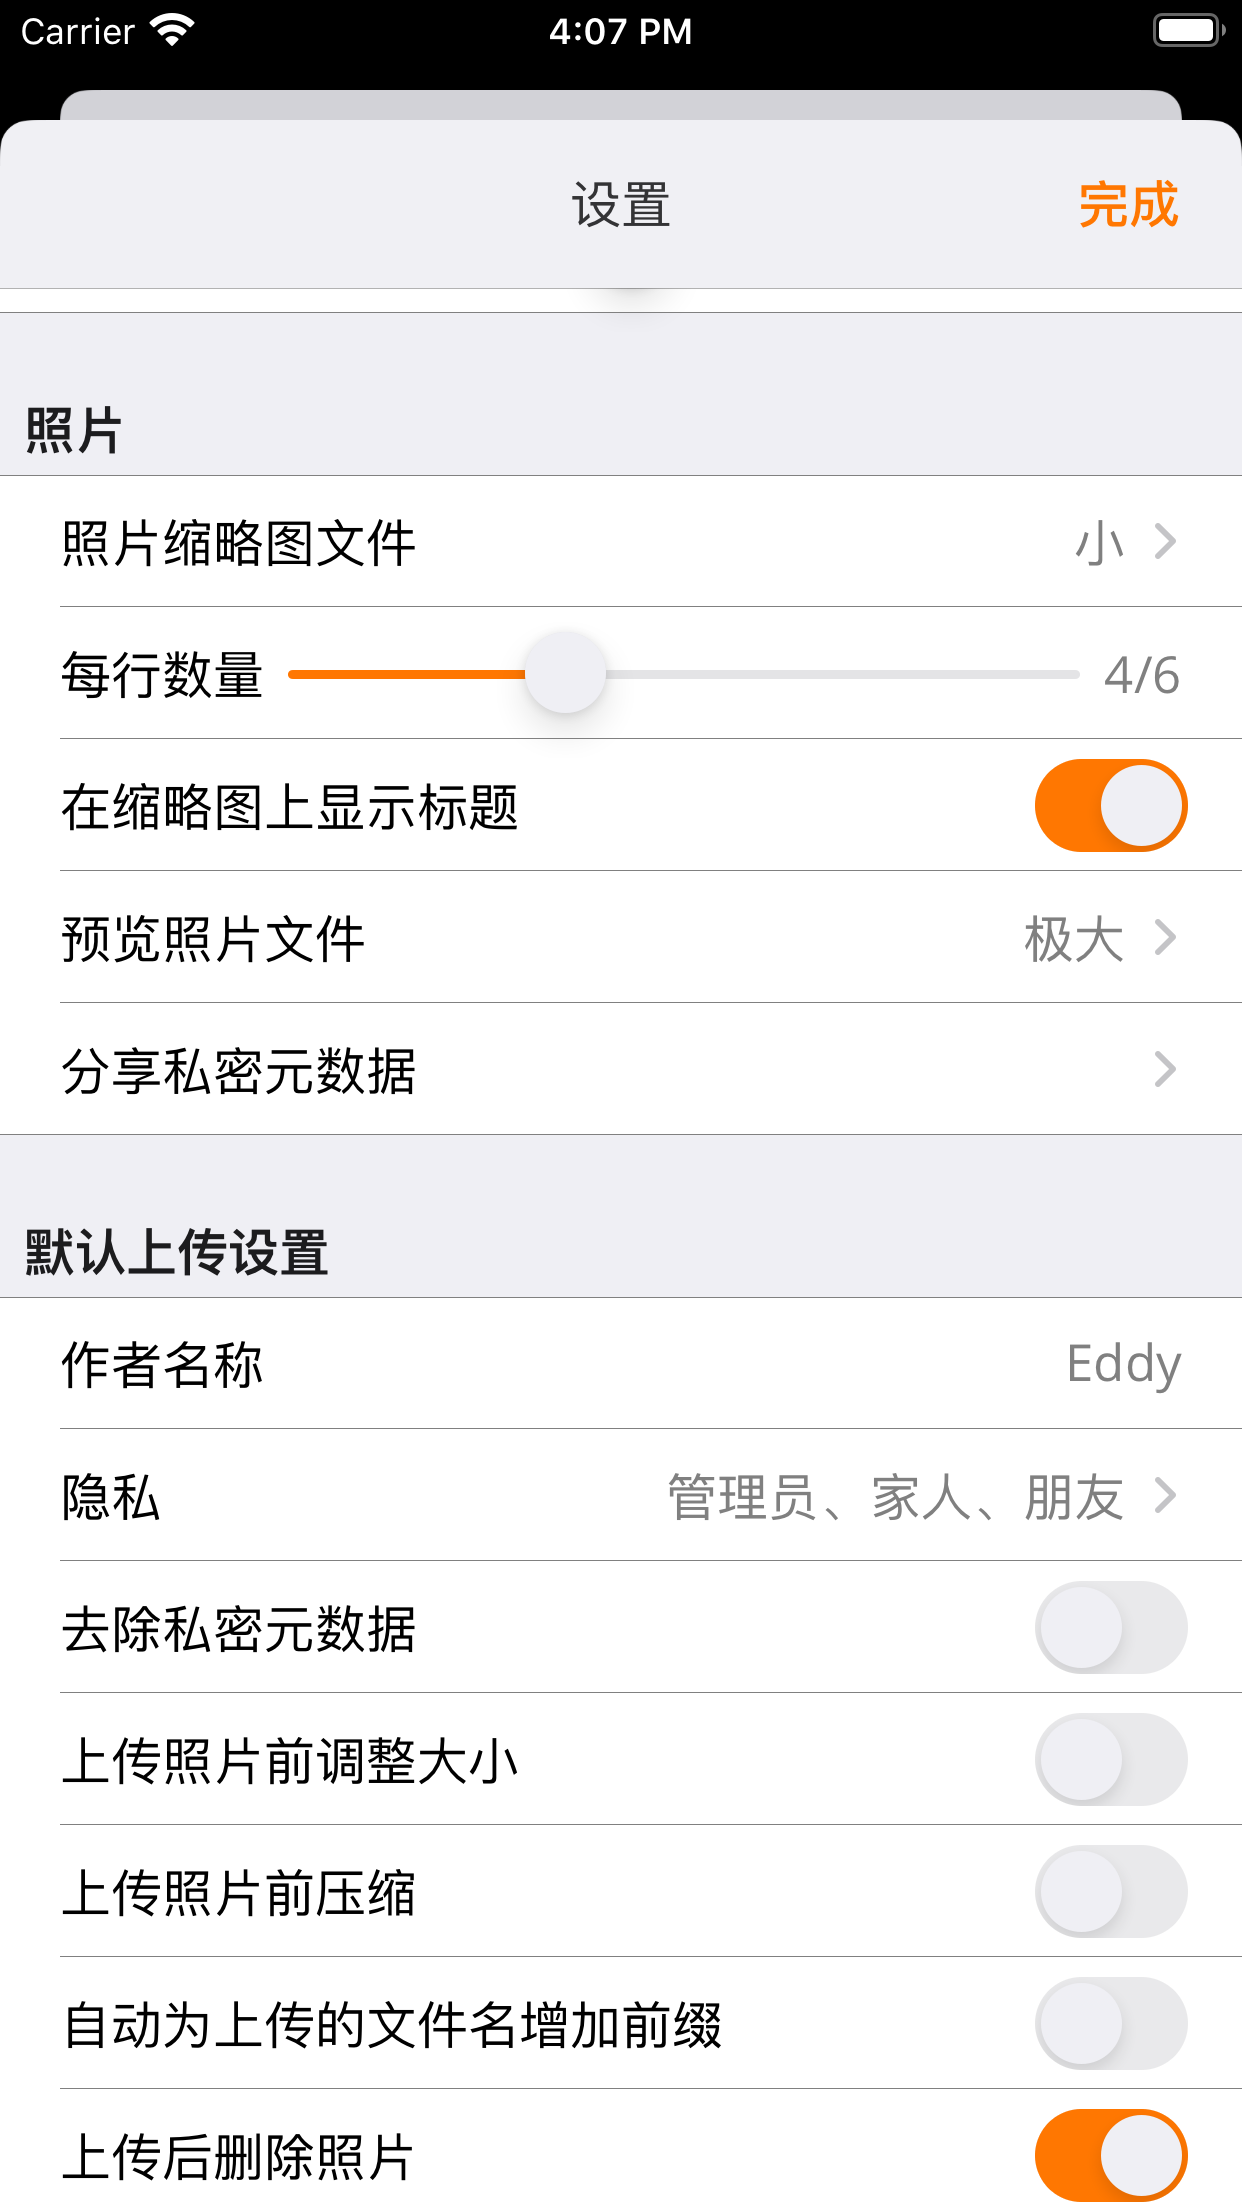 Carrier 4:07 PM
设置 完成
照片
照片缩略图文件 小
每行数量 4/6
在缩略图上显示标题
预览照片文件 极大
分享私密元数据
默认上传设置
作者名称 Eddy
隐私 管理员、家人、朋友
去除私密元数据
上传照片前调整大小
上传照片前压缩
自动为上传的文件名增加前缀
上传后删除照片